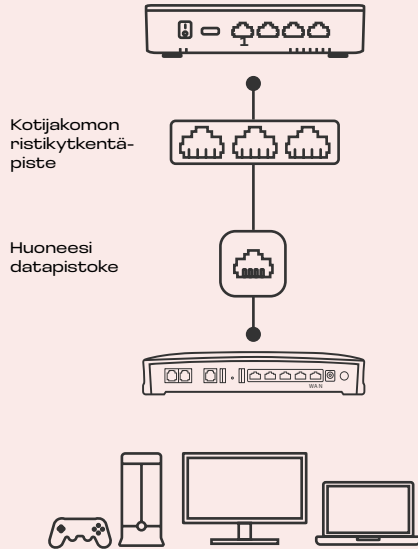 1
Kotijakomon
ristikytkentä-
piste
Huoneesi
datapistoke
WAN